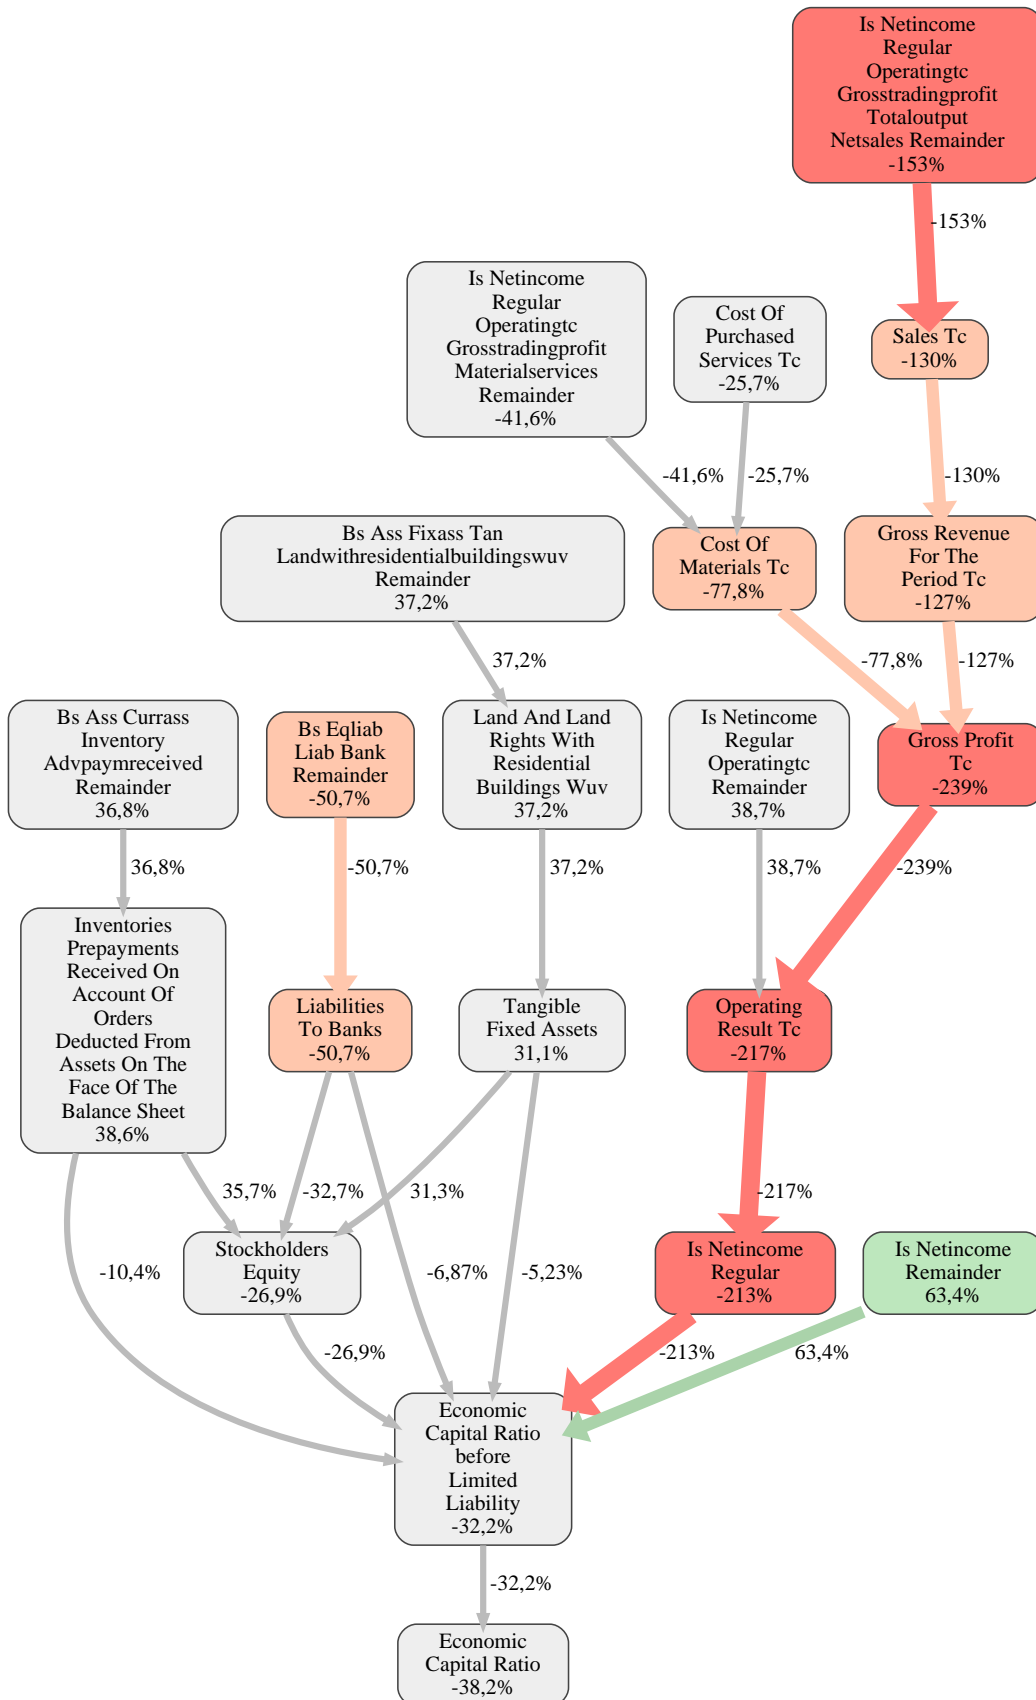 Is Netincome
Regular
Operatingtc
Grosstradingprofit
Totaloutput
Netsales Remainder
-153%
-153%
Is Netincome
Regular
Operatingtc
Grosstradingprofit
Materialservices
Remainder
-41,6%
Cost Of
Purchased
Services Tc
-25,7%
Sales Tc
-130%
-41,6%
-25,7%
-130%
Bs Ass Fixass Tan
Landwithresidentialbuildingswuv
Remainder
37,2%
Cost Of
Materials Tc
-77,8%
Gross Revenue
For The
Period Tc
-127%
37,2%
-77,8%
-127%
Bs Ass Currass
Inventory
Advpaymreceived
Remainder
36,8%
Bs Eqliab
Liab Bank
Remainder
-50,7%
Land And Land
Rights With
Residential
Buildings Wuv
37,2%
Is Netincome
Regular
Operatingtc
Remainder
38,7%
Gross Profit
Tc
-239%
36,8%
-50,7%
37,2%
38,7%
-239%
Inventories
Prepayments
Received On
Account Of
Orders
Deducted From
Assets On The
Face Of The
Balance Sheet
38,6%
Liabilities
To Banks
-50,7%
Tangible
Fixed Assets
31,1%
Operating
Result Tc
-217%
35,7%
-32,7%
31,3%
-217%
Stockholders
Equity
-26,9%
Is Netincome
Regular
-213%
Is Netincome
Remainder
63,4%
-10,4%
-6,87%
-5,23%
-26,9%
-213%
63,4%
Economic
Capital Ratio
before
Limited
Liability
-32,2%
-32,2%
Economic
Capital Ratio
-38,2%